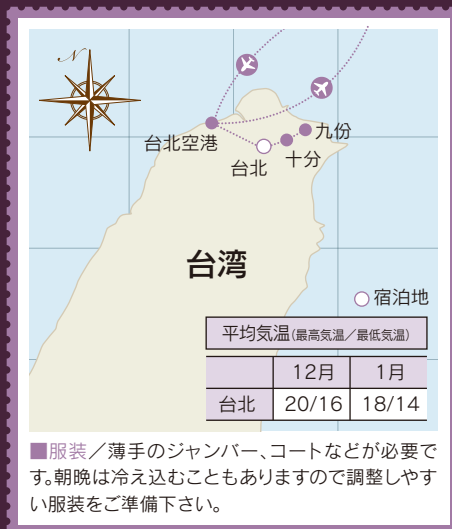 N
台北空港
台北
十分
九份
台湾
○宿泊地
平均気温(最高気温／最低気温)
12月 1月
台北 20/16 18/14
■服装／薄手のジャンバー、コートなどが必要で
す。朝晩は冷え込むこともありますので調整しやす
い服装をご準備下さい。